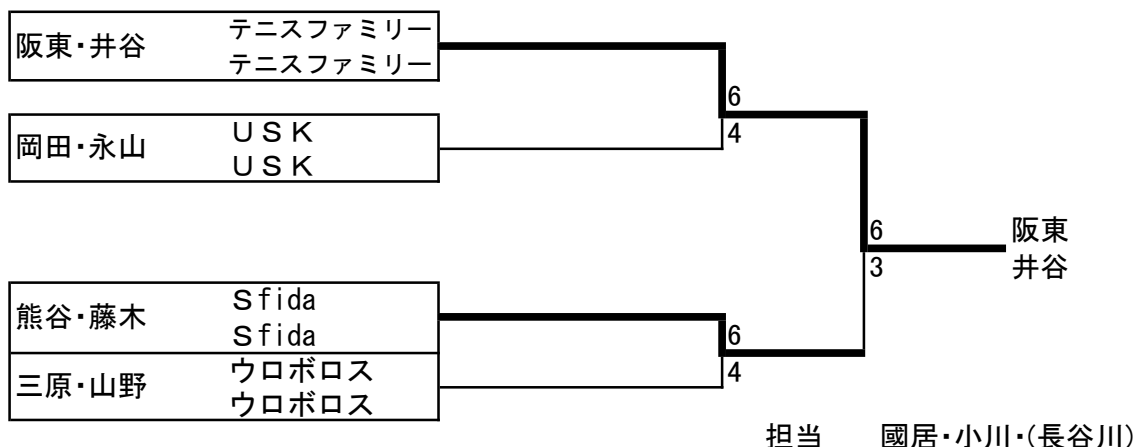 阪東・井谷 テニスファミリー
テニスファミリー
6
4
岡田・永山 ＵＳＫ
ＵＳＫ
6 阪東
3 井谷
熊谷・藤木 Ｓfida
Ｓfida
6
4
三原・山野 ウロボロス
ウロボロス
担当 國居・小川・(長谷川)